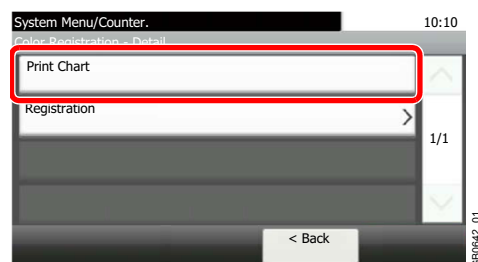 System Menu/Counter. 10:10
Color Registration - Detail
Print Chart
Registration
1/1
< Back